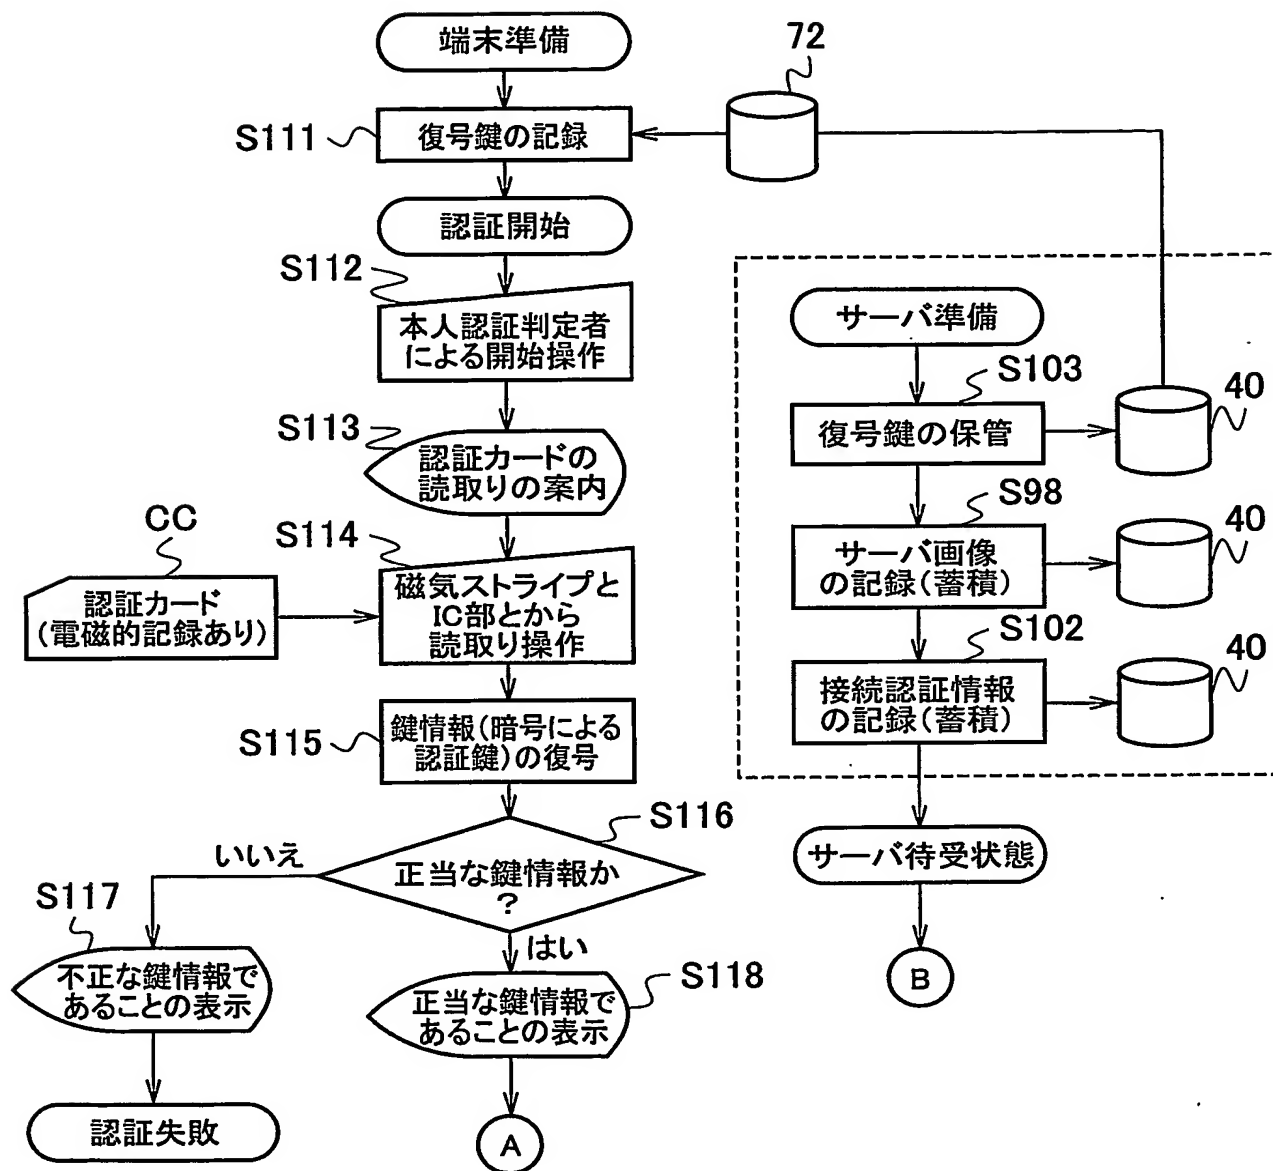 端末準備
72
S111
復号鍵の記録
認証開始
S112
本人認証判定者
による開始操作
S113
認証カードの
読取りの案内
CC
認証カード
(電磁的記録あり)
S114
磁気ストライプと
IC部とから
読取り操作
S115
鍵情報(暗号による
認証鍵)の復号
S116
正当な鍵情報か
?
いいえ
はい
S117
不正な鍵情報で
あることの表示
認証失敗
S118
正当な鍵情報で
あることの表示
A
サーバ準備
S103
復号鍵の保管
40
S98
サーバ画像
の記録(蓄積)
40
S102
接続認証情報
の記録(蓄積)
40
サーバ待受状態
B